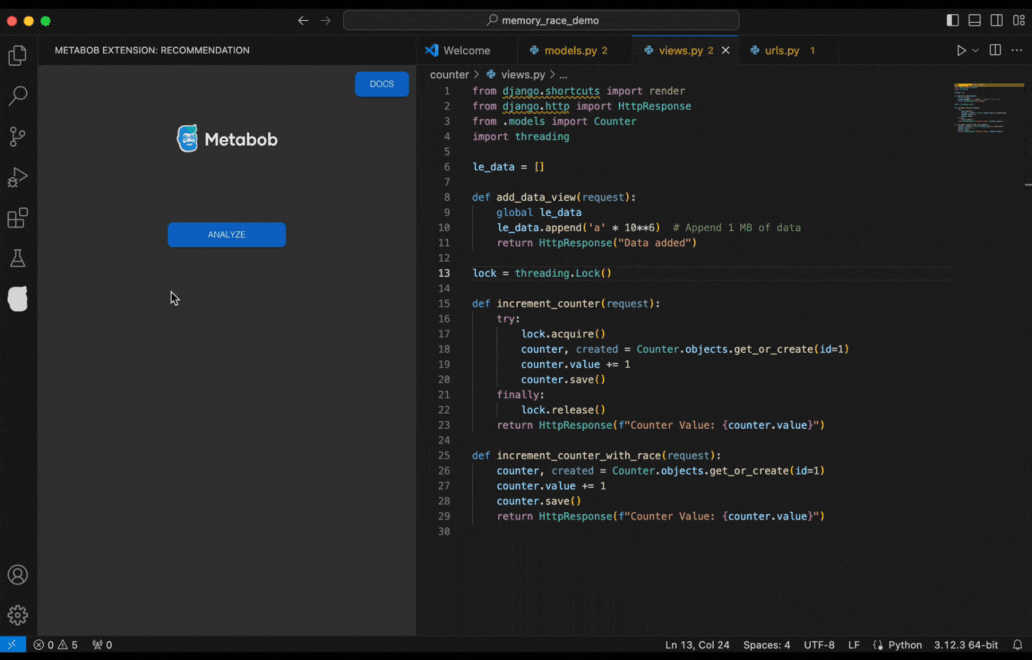 memory_race_demo
METABOB EXTENSION: RECOMMENDATION
DOCS
Metabob
ANALYZE
Welcome
models.py 2
views.py 2
urls.py 1
counter > views.py > ...
1 from django.shortcuts import render
2 from django.http import HttpResponse
3 from .models import Counter
4 import threading
5
6 le_data = []
7
8 def add_data_view(request):
9 global le_data
10 le_data.append('a' * 10**6)  # Append 1 MB of data
11 return HttpResponse("Data added")
12
13 lock = threading.Lock()
14
15 def increment_counter(request):
16 try:
17 lock.acquire()
18 counter, created = Counter.objects.get_or_create(id=1)
19 counter.value += 1
20 counter.save()
21 finally:
22 lock.release()
23 return HttpResponse(f"Counter Value: {counter.value}")
24
25 def increment_counter_with_race(request):
26 counter, created = Counter.objects.get_or_create(id=1)
27 counter.value += 1
28 counter.save()
29 return HttpResponse(f"Counter Value: {counter.value}")
30
0 5 0
Ln 13, Col 24 Spaces: 4 UTF-8 LF Python 3.12.3 64-bit